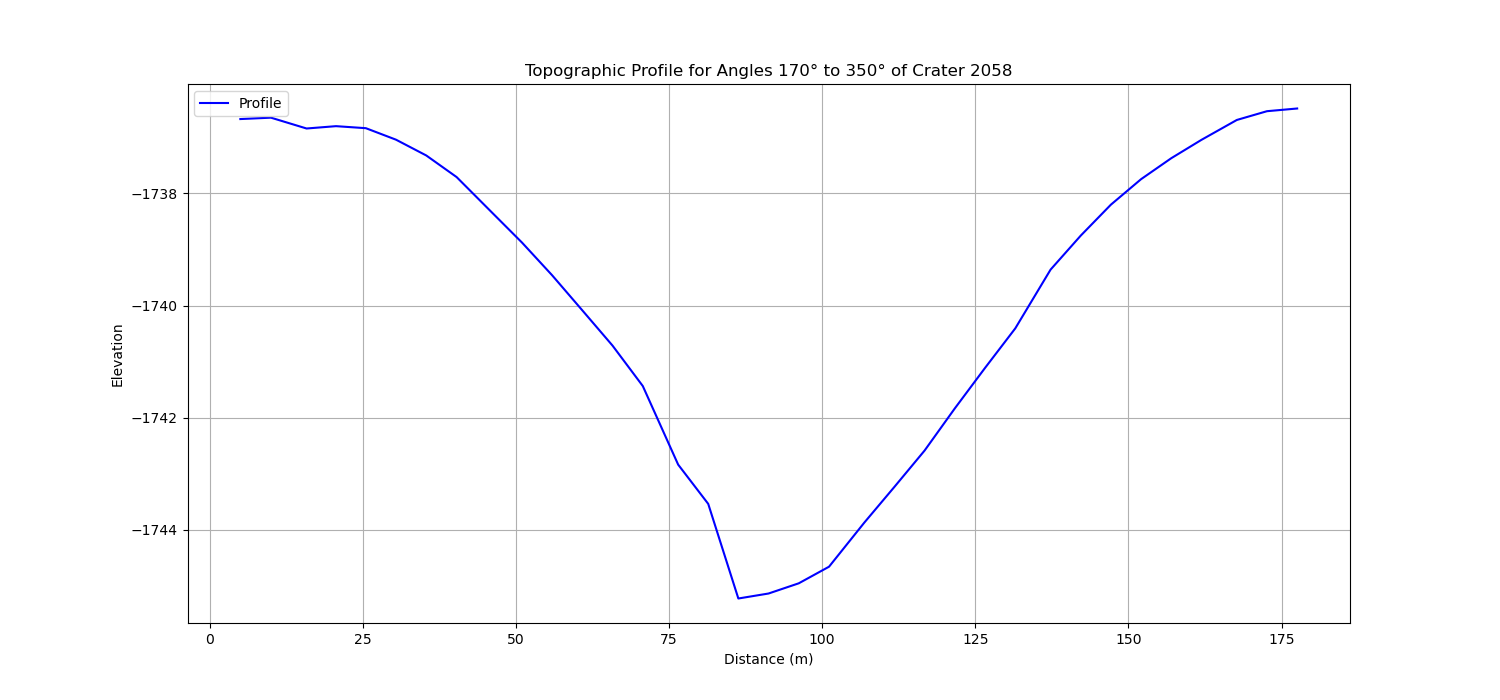 Topographic Profile for Angles 170° to 350° of Crater 2058
Profile
−1738
−1740
−1742
−1744
Elevation
0 25 50 75 100 125 150 175
Distance (m)